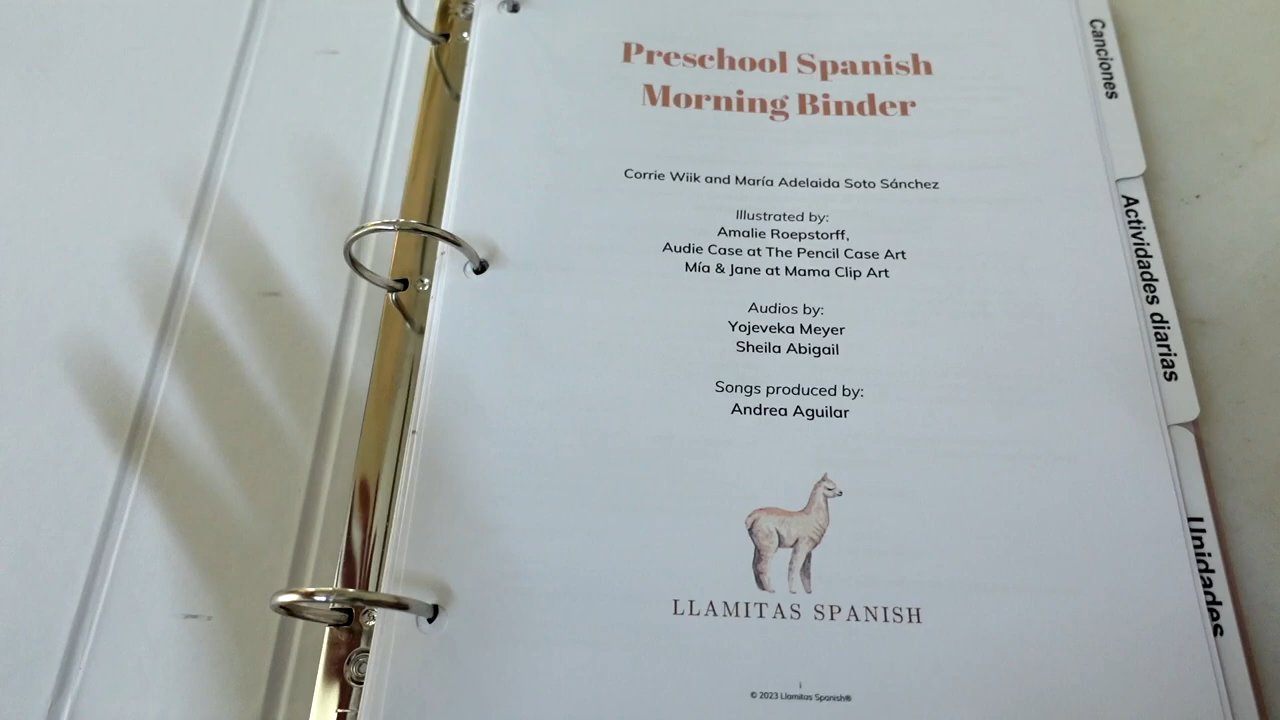 Preschool Spanish
Morning Binder
Corrie Wiik and María Adelaida Soto Sánchez
Illustrated by:
Amalie Roepstorff,
Audie Case at The Pencil Case Art
Mía & Jane at Mama Clip Art
Audios by:
Yojeveka Meyer
Sheila Abigail
Songs produced by:
Andrea Aguilar
LLAMITAS SPANISH
i
© 2023 Llamitas Spanish®
Canciones
Actividades diarias
Unidades